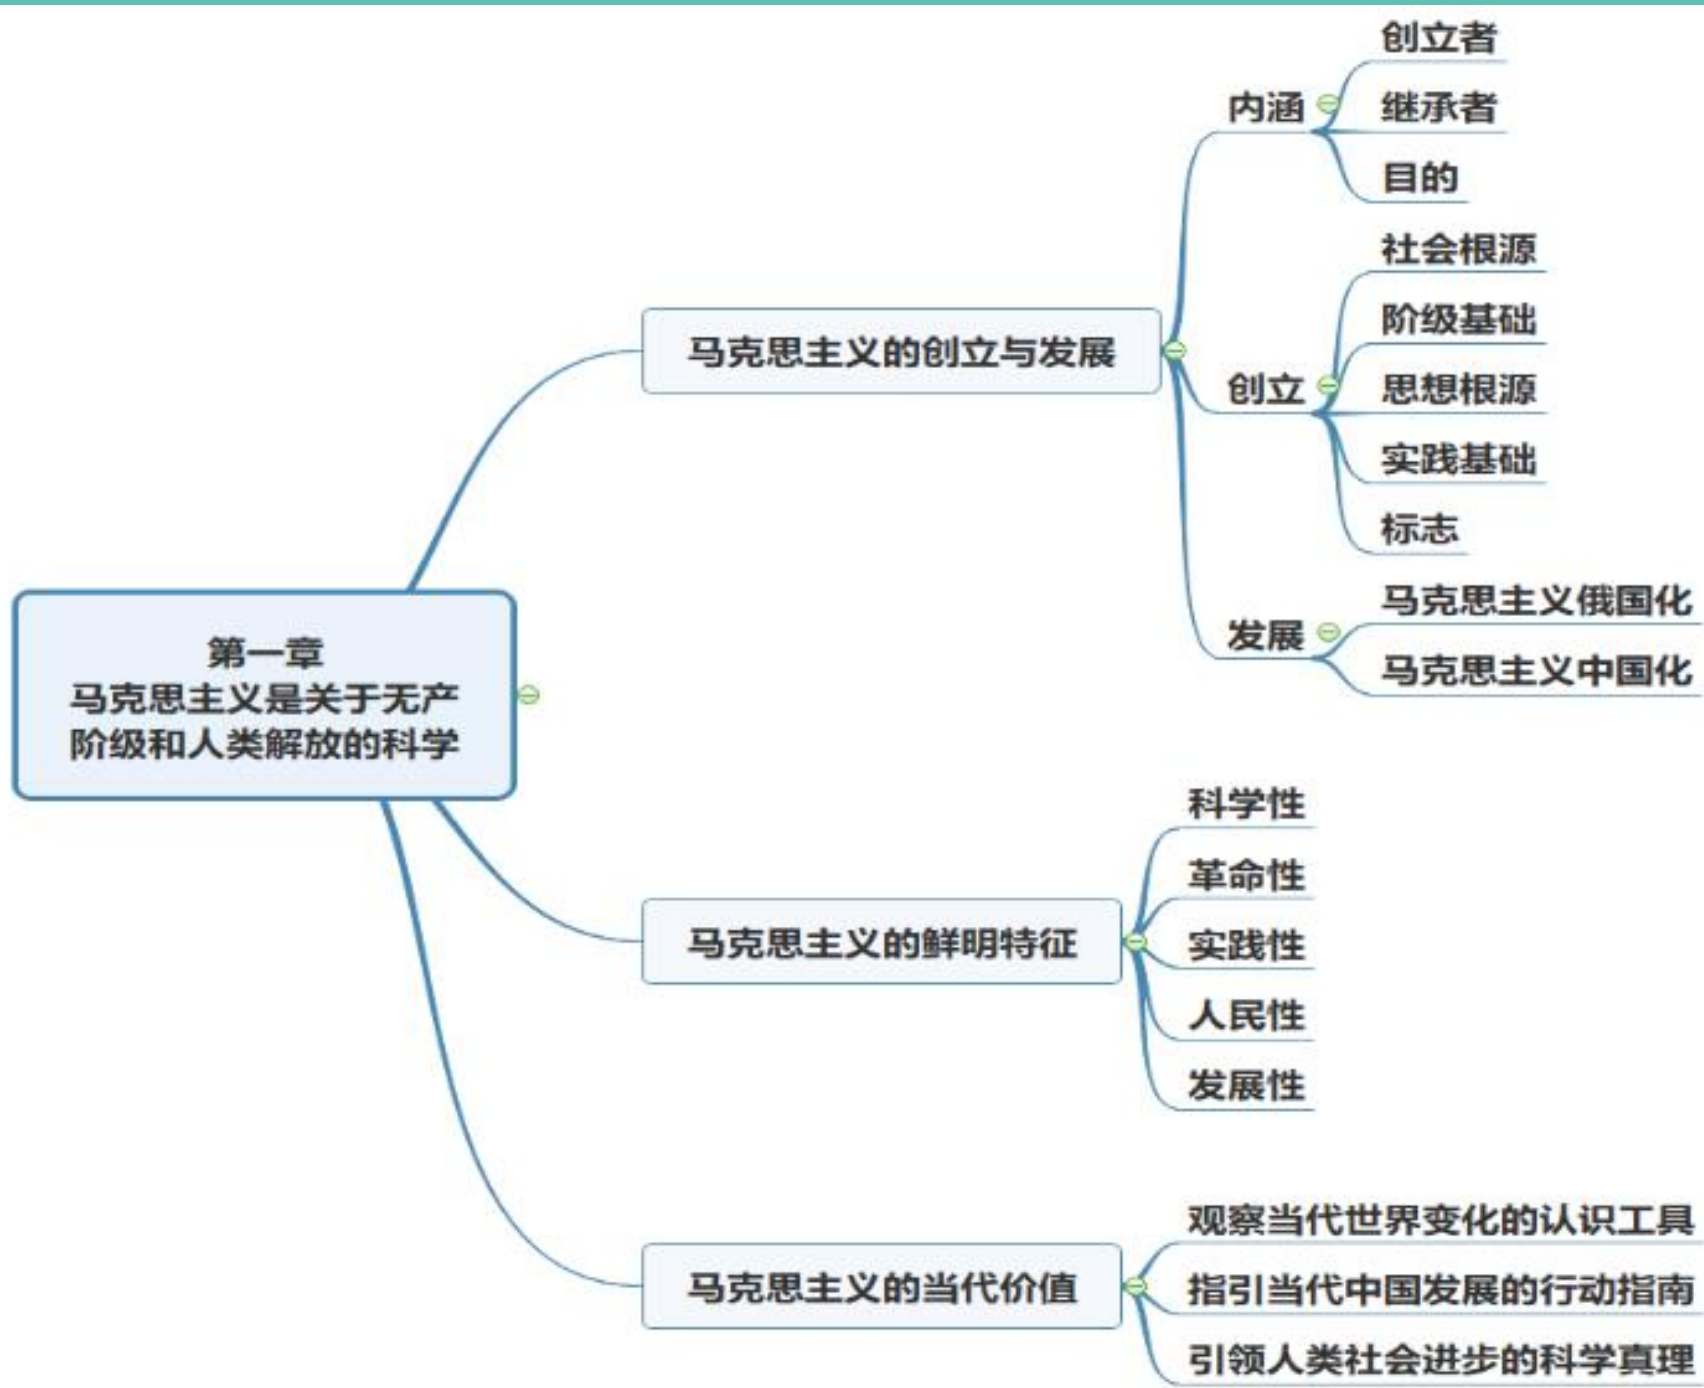 第一章
马克思主义是关于无产
阶级和人类解放的科学
马克思主义的创立与发展
内涵
创立者
继承者
目的
创立
社会根源
阶级基础
思想根源
实践基础
标志
发展
马克思主义俄国化
马克思主义中国化
马克思主义的鲜明特征
科学性
革命性
实践性
人民性
发展性
马克思主义的当代价值
观察当代世界变化的认识工具
指引当代中国发展的行动指南
引领人类社会进步的科学真理